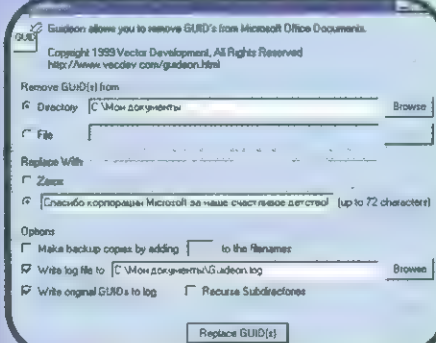 GUID
Guideon allows you to remove GUID's from Microsoft Office Documents.
Copyright 1999 Vector Development, All Rights Reserved
http://www.vecdev.com/guideon.html
Remove GUID(s) from
Directory C:\Мои документы Browse
File
Replace With
Zeros
Спасибо корпорации Microsoft за наше счастливое детство! (up to 72 characters)
Options
Make backup copies by adding to the filenames
Write log file to C:\Мои документы\Guideon.log Browse
Write original GUIDs to log Recurse Subdirectories
Replace GUID(s)